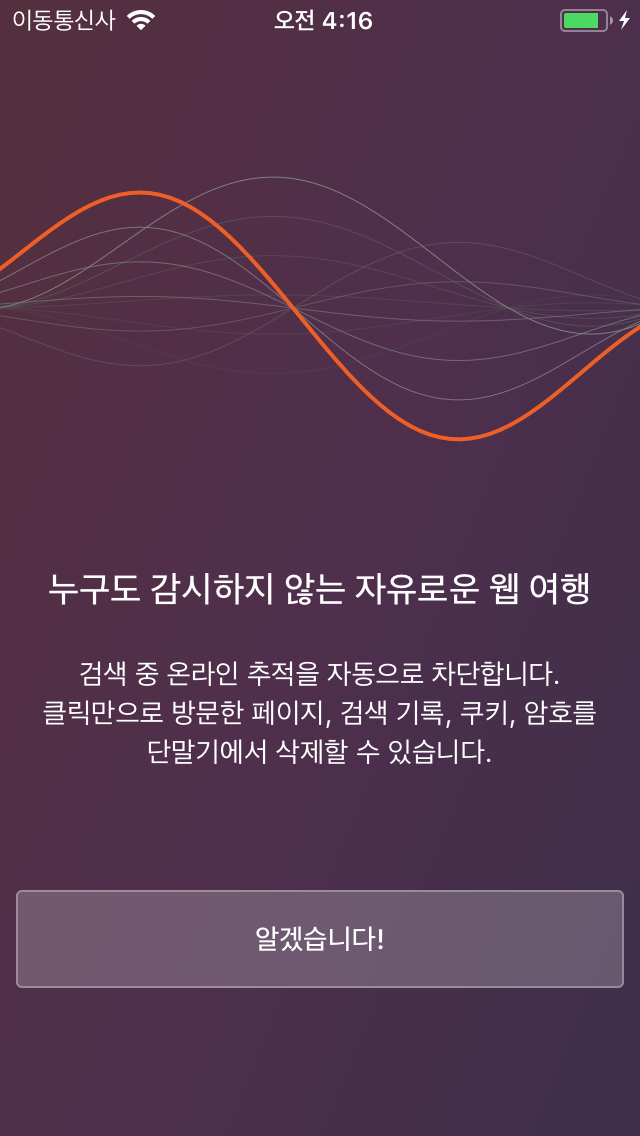 이동통신사 오전 4:16
누구도 감시하지 않는 자유로운 웹 여행
검색 중 온라인 추적을 자동으로 차단합니다.
클릭만으로 방문한 페이지, 검색 기록, 쿠키, 암호를
단말기에서 삭제할 수 있습니다.
알겠습니다!